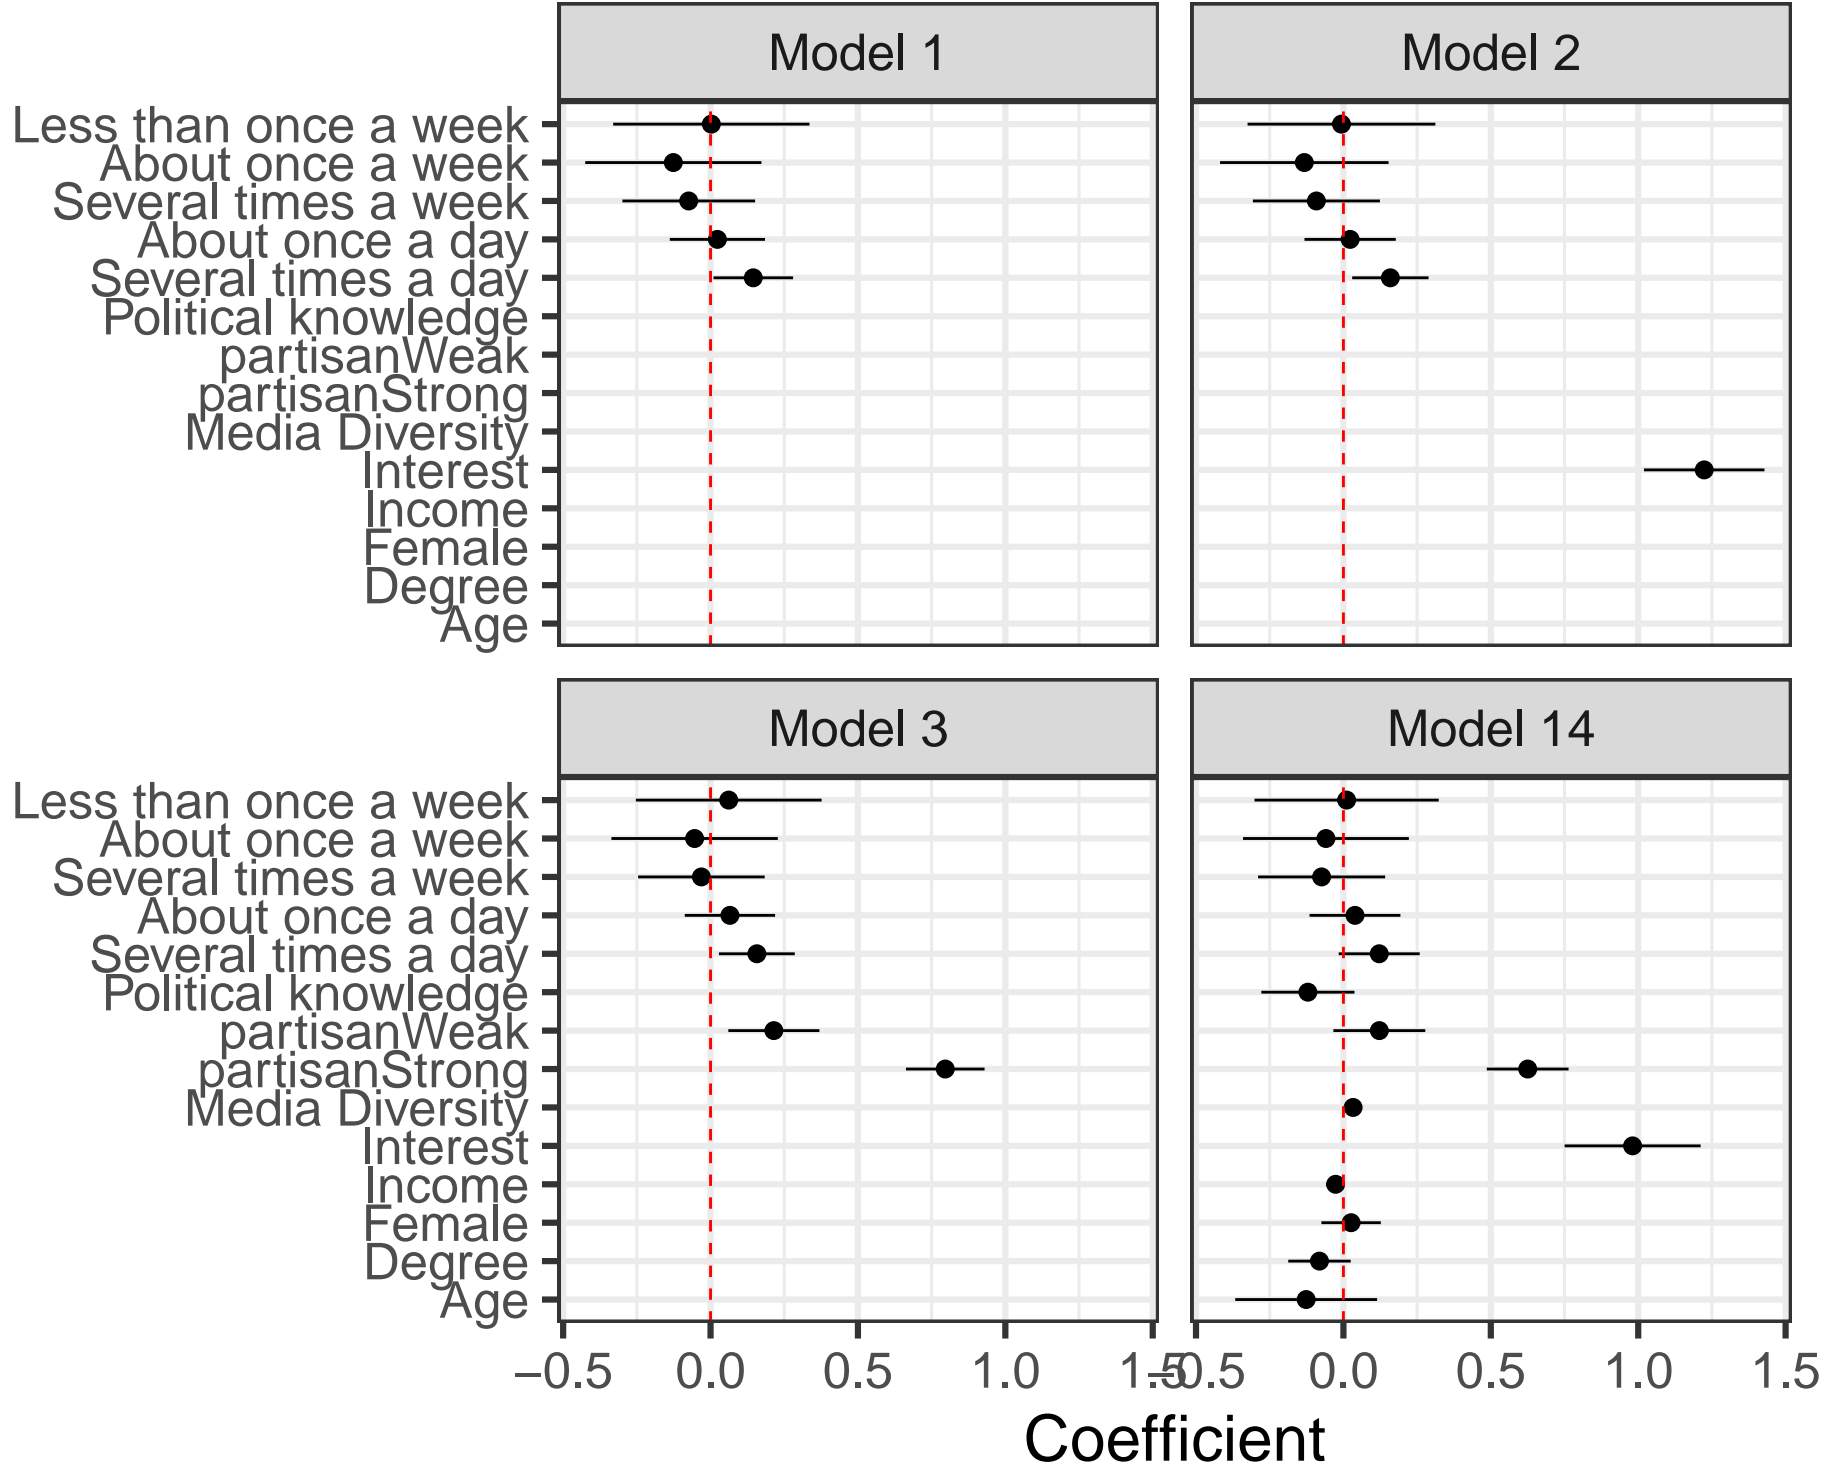 Model 1
Model 2
Less than once a week
About once a week
Several times a week
About once a day
Several times a day
Political knowledge
partisanWeak
partisanStrong
Media Diversity
Interest
Income
Female
Degree
Age
Model 3
Model 14
Less than once a week
About once a week
Several times a week
About once a day
Several times a day
Political knowledge
partisanWeak
partisanStrong
Media Diversity
Interest
Income
Female
Degree
Age
−0.5 0.0 0.5 1.0 1.5 −0.5 0.0 0.5 1.0 1.5
Coefficient